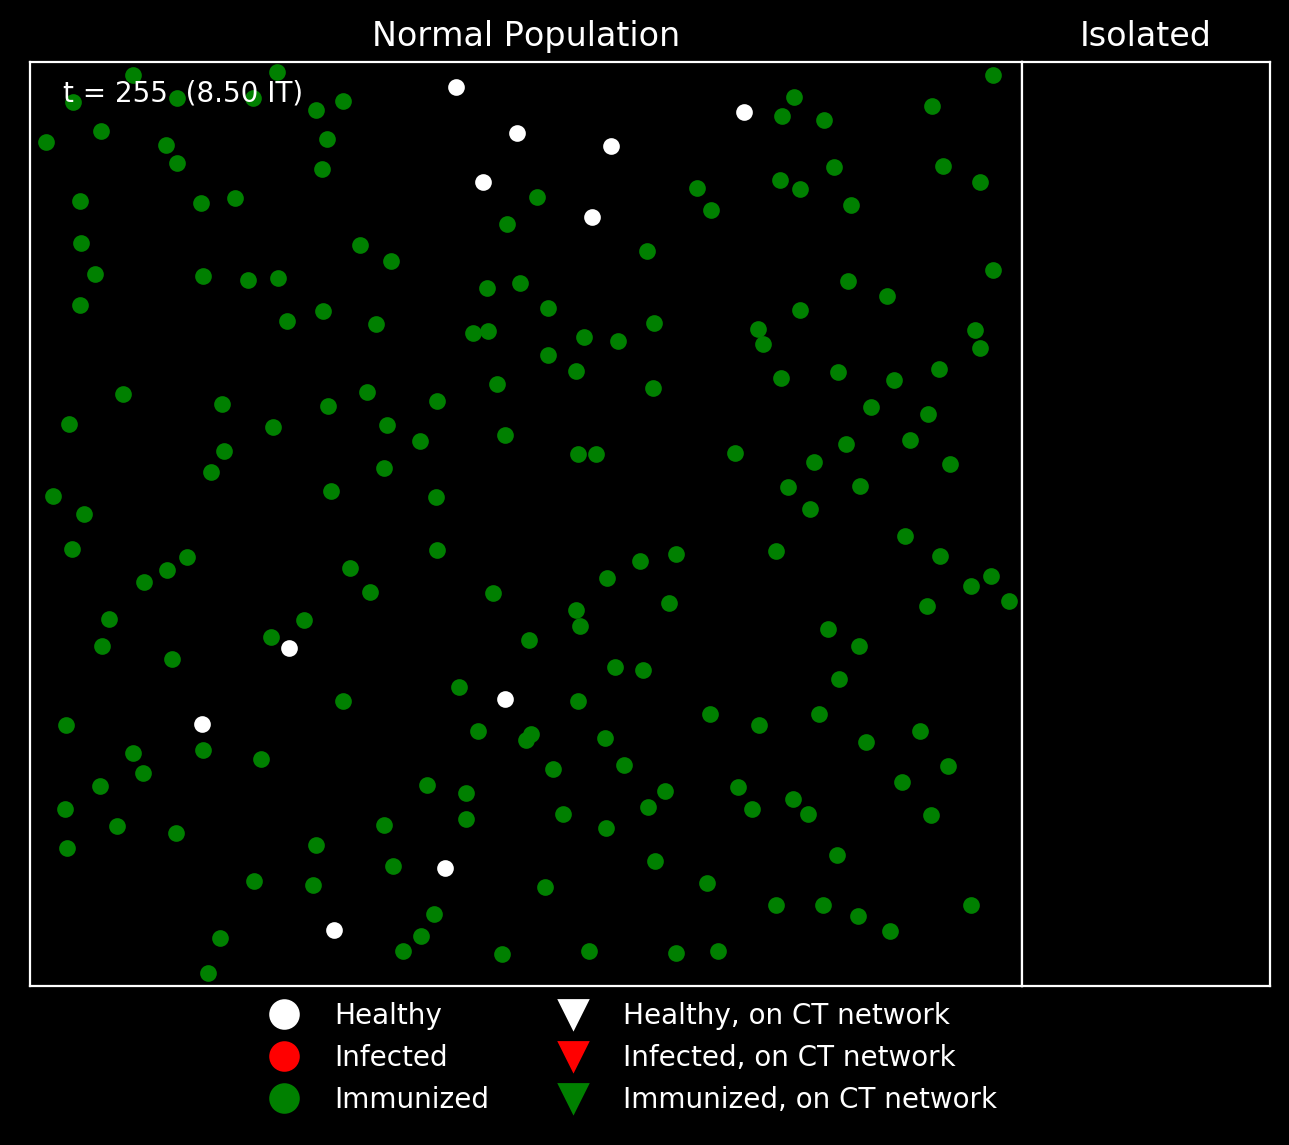 Normal Population
Isolated
t = 255  (8.50 IT)
Healthy
Infected
Immunized
Healthy, on CT network
Infected, on CT network
Immunized, on CT network